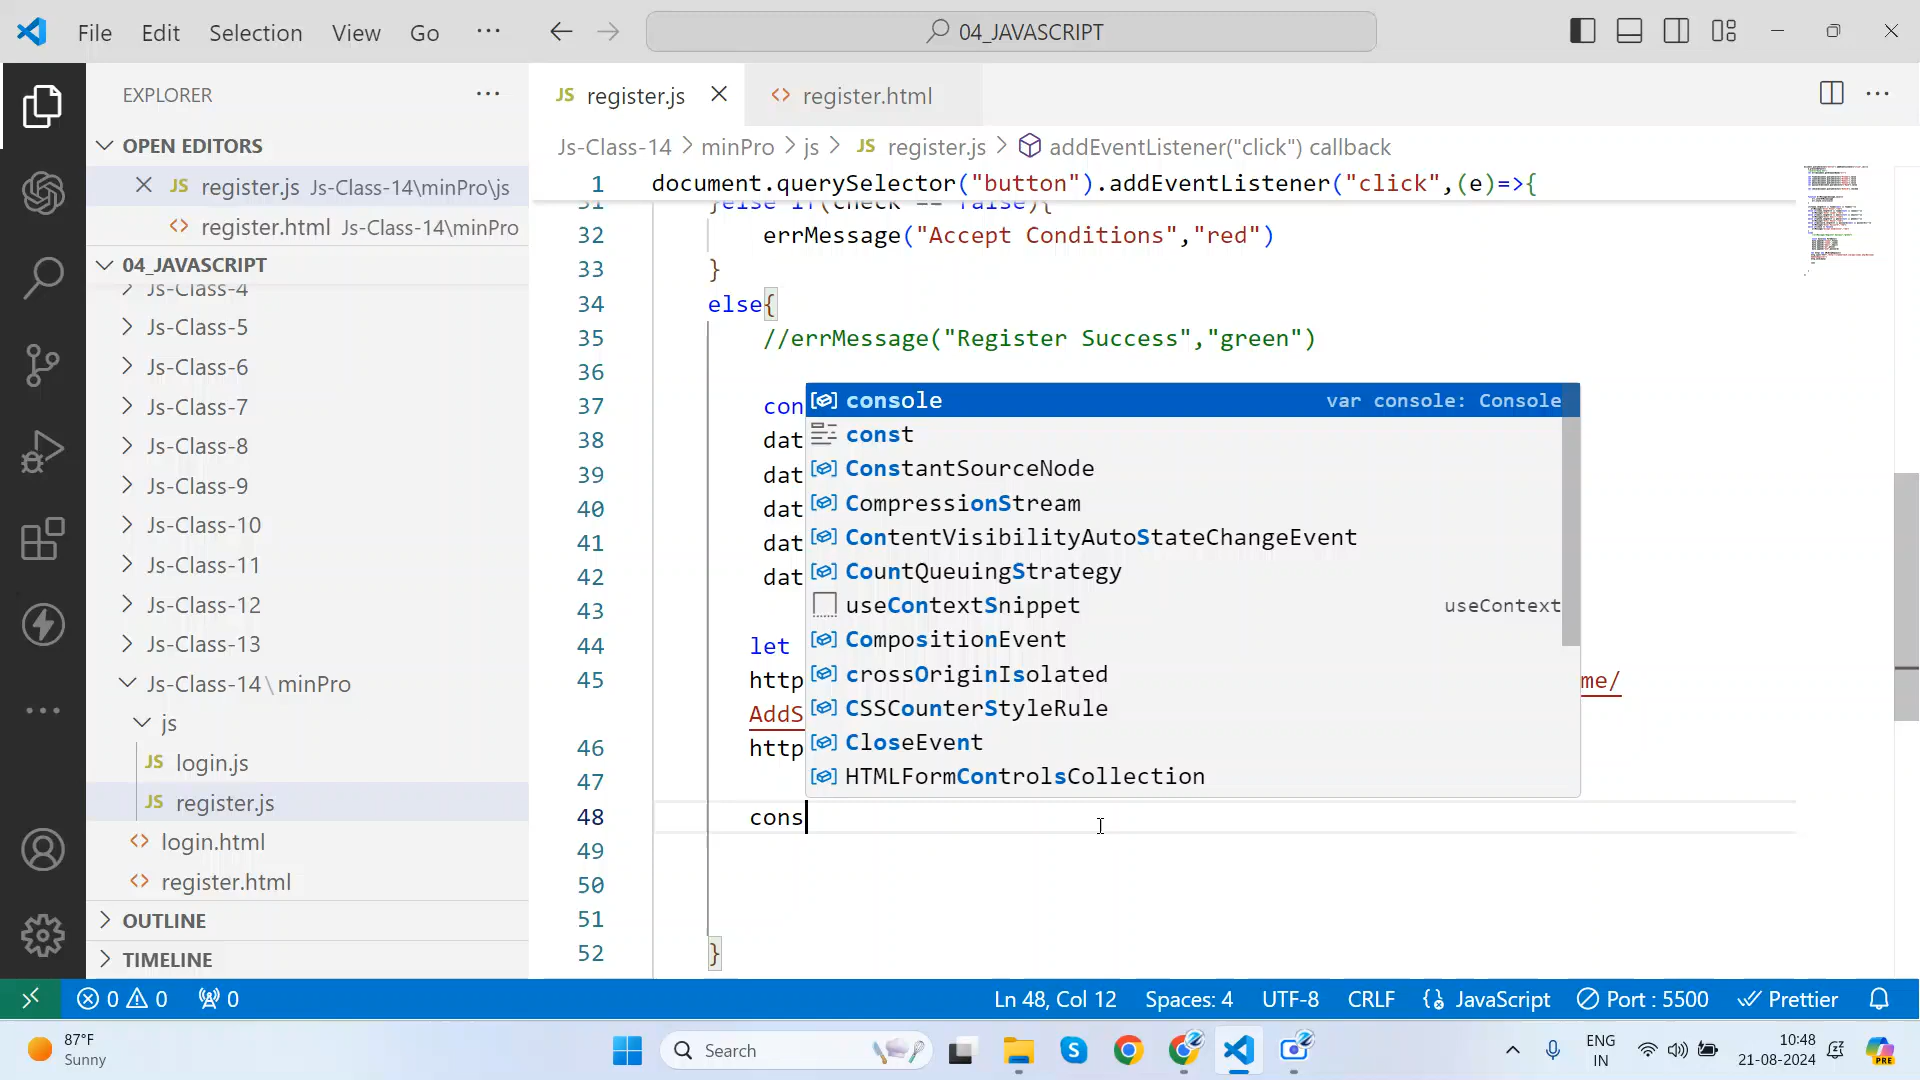 File Edit Selection View Go ···
04_JAVASCRIPT
EXPLORER
OPEN EDITORS
JS register.js Js-Class-14\minPro\js
<> register.html Js-Class-14\minPro
04_JAVASCRIPT
Js-Class-4
Js-Class-5
Js-Class-6
Js-Class-7
Js-Class-8
Js-Class-9
Js-Class-10
Js-Class-11
Js-Class-12
Js-Class-13
Js-Class-14\minPro
js
JS login.js
JS register.js
<> login.html
<> register.html
OUTLINE
TIMELINE
JS register.js
<> register.html
Js-Class-14 > minPro > js > JS register.js > addEventListener("click") callback
1 document.querySelector("button").addEventListener("click",(e)=>{
31 }else if(check == false){
32 errMessage("Accept Conditions","red")
33 }
34 else{
35 //errMessage("Register Success","green")
36
37 con
38 dat
39 dat
40 dat
41 dat
42 dat
43
44 let
45 http me/
AddS
46 http
47
48 cons
49
50
51
52 }
console var console: Console
const
ConstantSourceNode
CompressionStream
ContentVisibilityAutoStateChangeEvent
CountQueuingStrategy
useContextSnippet useContext
CompositionEvent
crossOriginIsolated
CSSCounterStyleRule
CloseEvent
HTMLFormControlsCollection
0 0 0
Ln 48, Col 12 Spaces: 4 UTF-8 CRLF JavaScript Port : 5500 Prettier
87°F
Sunny
Search
ENG
IN
10:48
21-08-2024
PRE